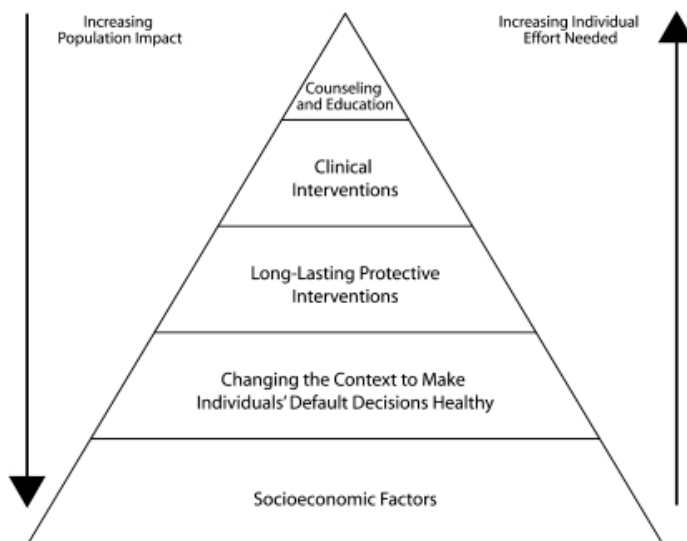 Increasing
Population Impact
Increasing Individual
Effort Needed
Counseling
and Education
Clinical
Interventions
Long-Lasting Protective
Interventions
Changing the Context to Make
Individuals' Default Decisions Healthy
Socioeconomic Factors